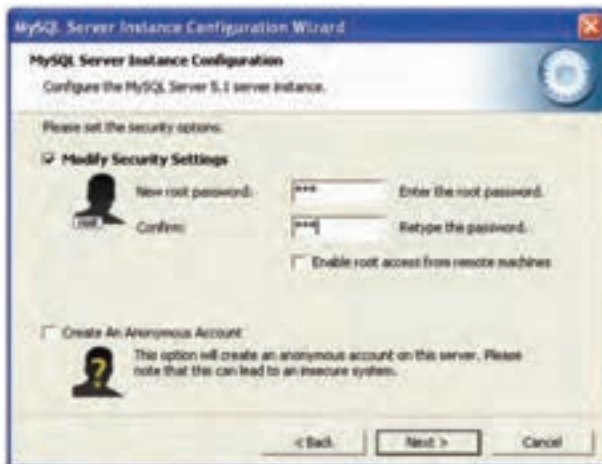 MySQL Server Instance Configuration Wizard
MySQL Server Instance Configuration
Configure the MySQL Server 5.1 server instance.
Please set the security options.
Modify Security Settings
New root password: *** Enter the root password.
root
Confirm: *** Retype the password.
Enable root access from remote machines
Create An Anonymous Account
This option will create an anonymous account on this server. Please
note that this can lead to an insecure system.
?
< Back Next > Cancel